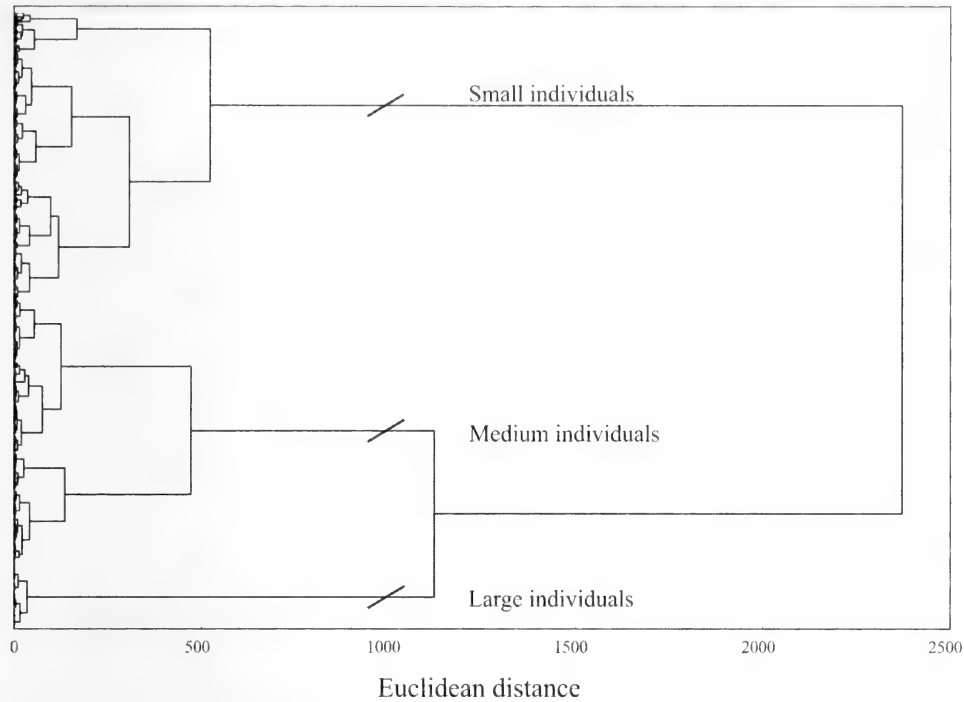 Small individuals
Medium individuals
Large individuals
0 500 1000 1500 2000 2500
Euclidean distance